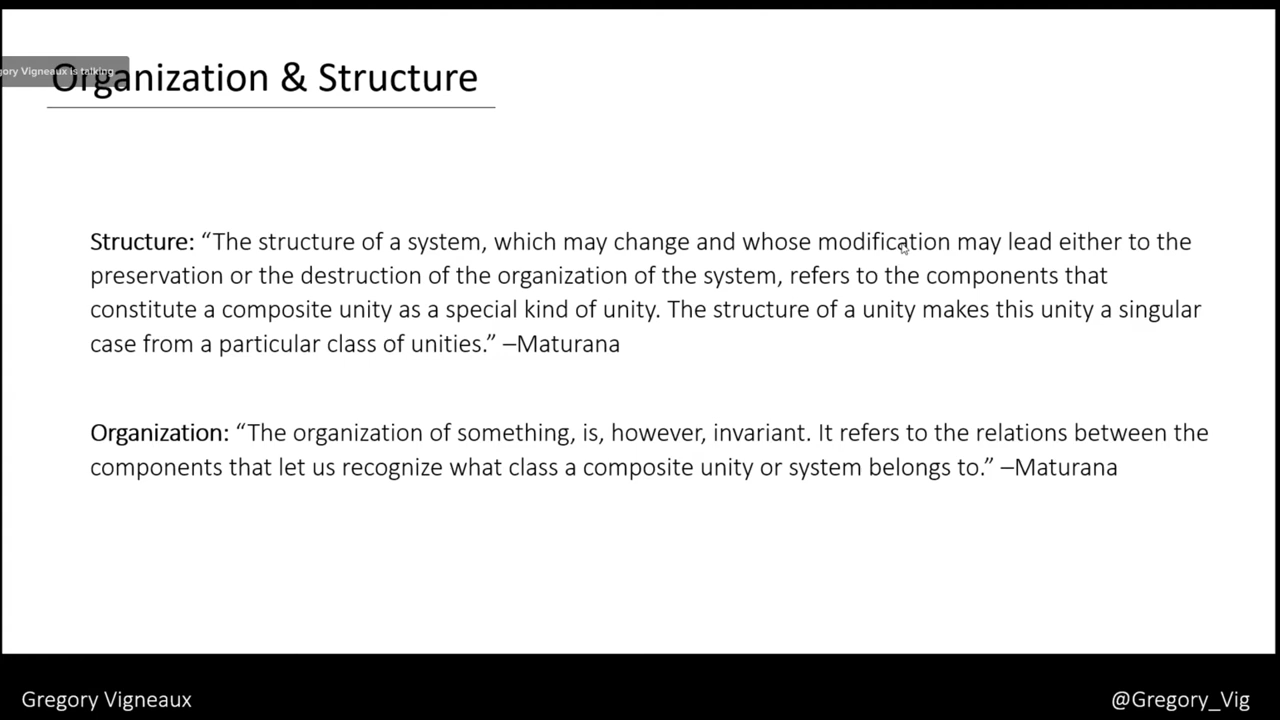 Organization & Structure
gory Vigneaux is talking
Structure: “The structure of a system, which may change and whose modification may lead either to the
preservation or the destruction of the organization of the system, refers to the components that
constitute a composite unity as a special kind of unity. The structure of a unity makes this unity a singular
case from a particular class of unities.” –Maturana
Organization: “The organization of something, is, however, invariant. It refers to the relations between the
components that let us recognize what class a composite unity or system belongs to.” –Maturana
Gregory Vigneaux
@Gregory_Vig